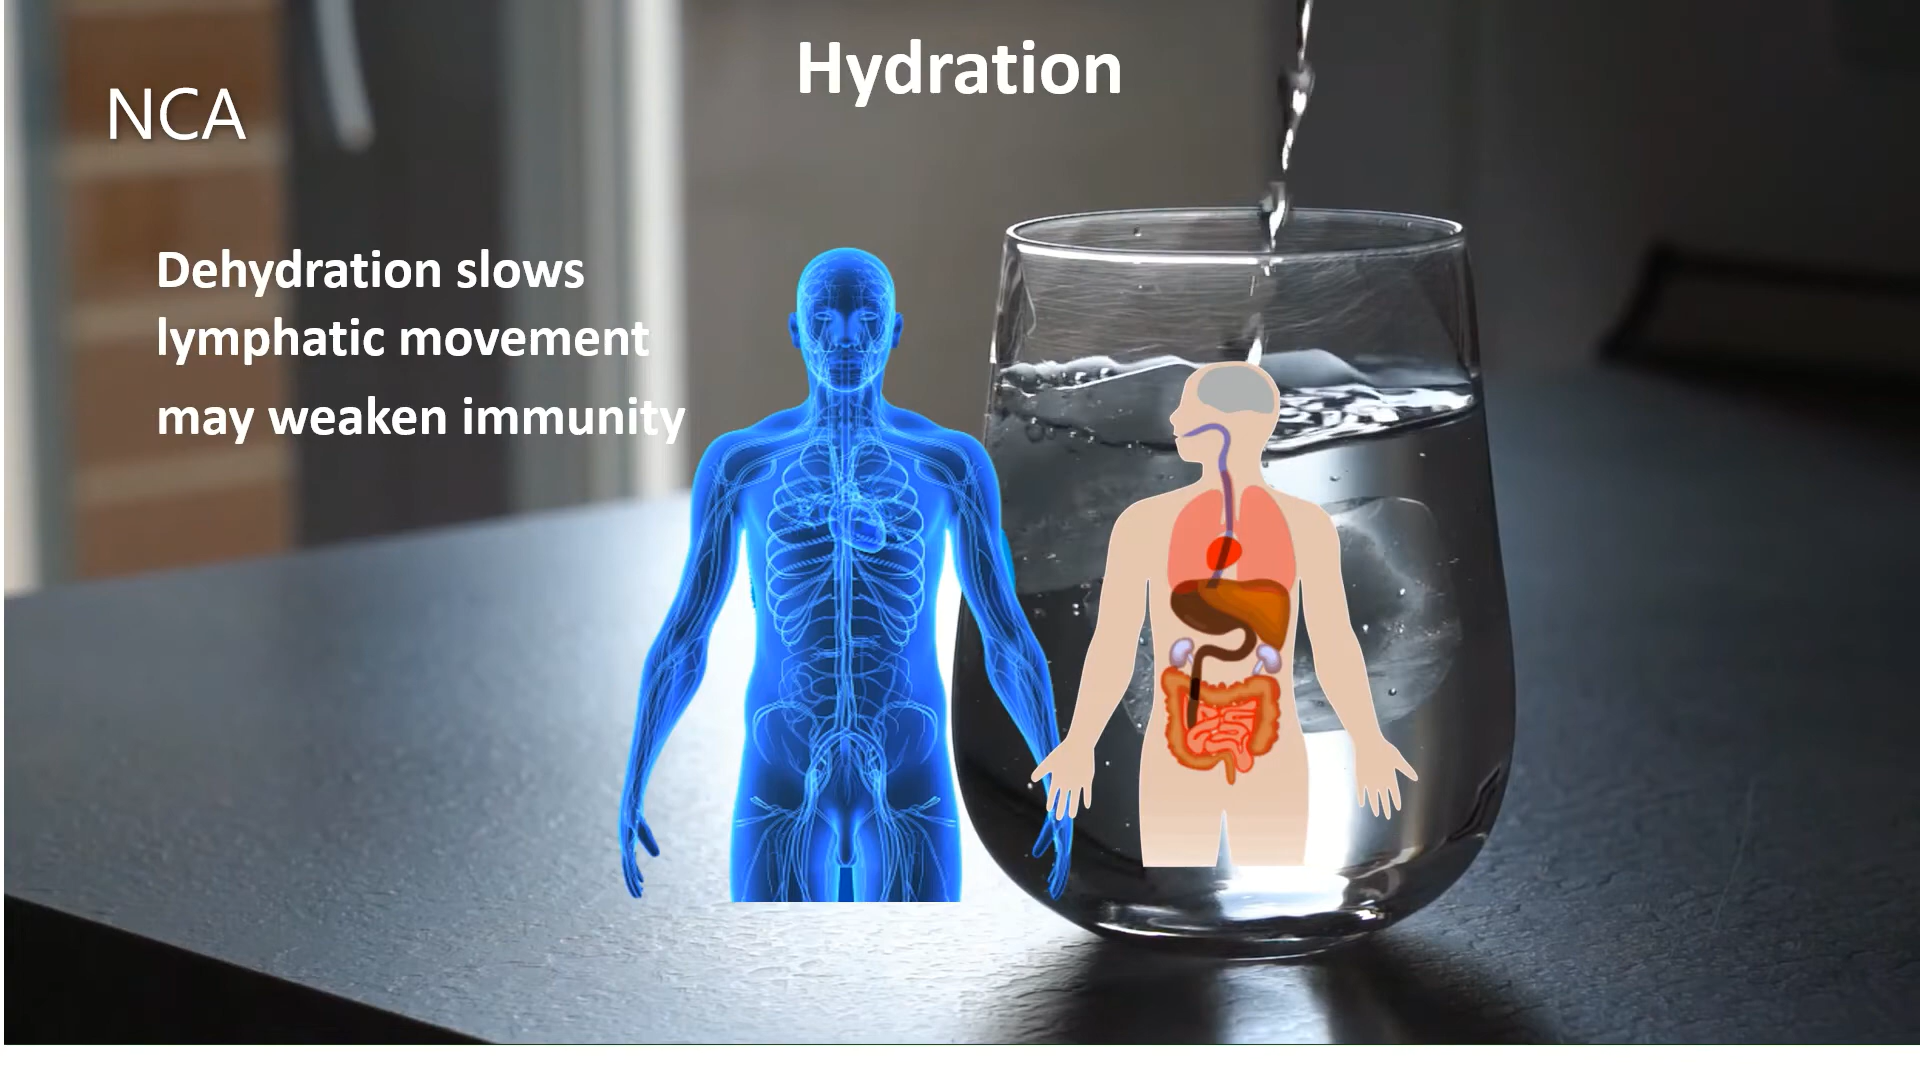 Hydration
NCA
Dehydration slows
lymphatic movement
may weaken immunity